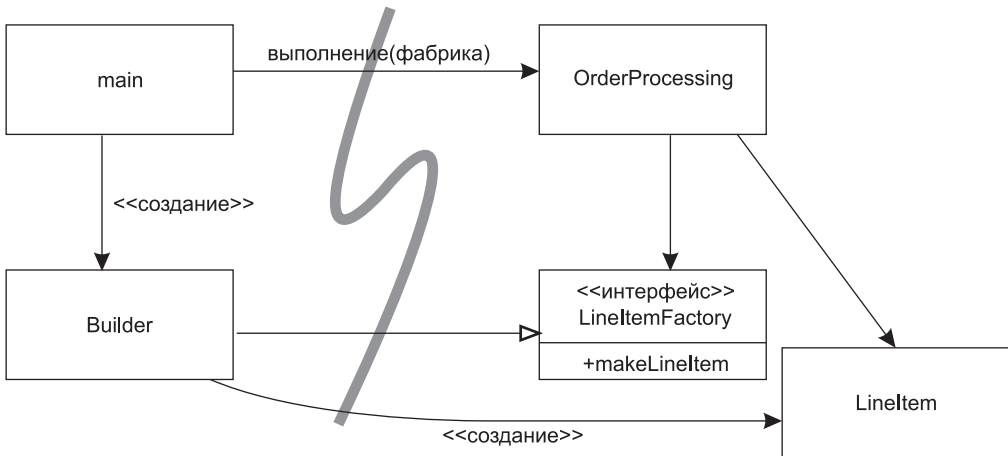 main
выполнение(фабрика)
OrderProcessing
<<создание>>
Builder
<<интерфейс>>
LineItemFactory
+makeLineItem
LineItem
<<создание>>